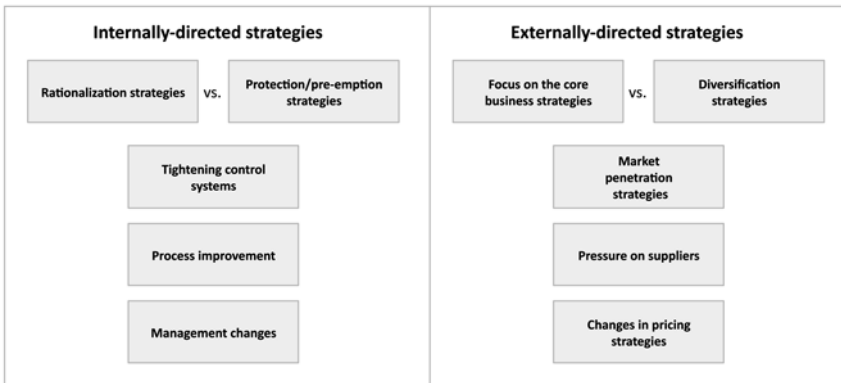 Internally-directed strategies
Rationalization strategies
vs.
Protection/pre-emption
strategies
Tightening control
systems
Process improvement
Management changes
Externally-directed strategies
Focus on the core
business strategies
vs.
Diversification
strategies
Market
penetration
strategies
Pressure on suppliers
Changes in pricing
strategies